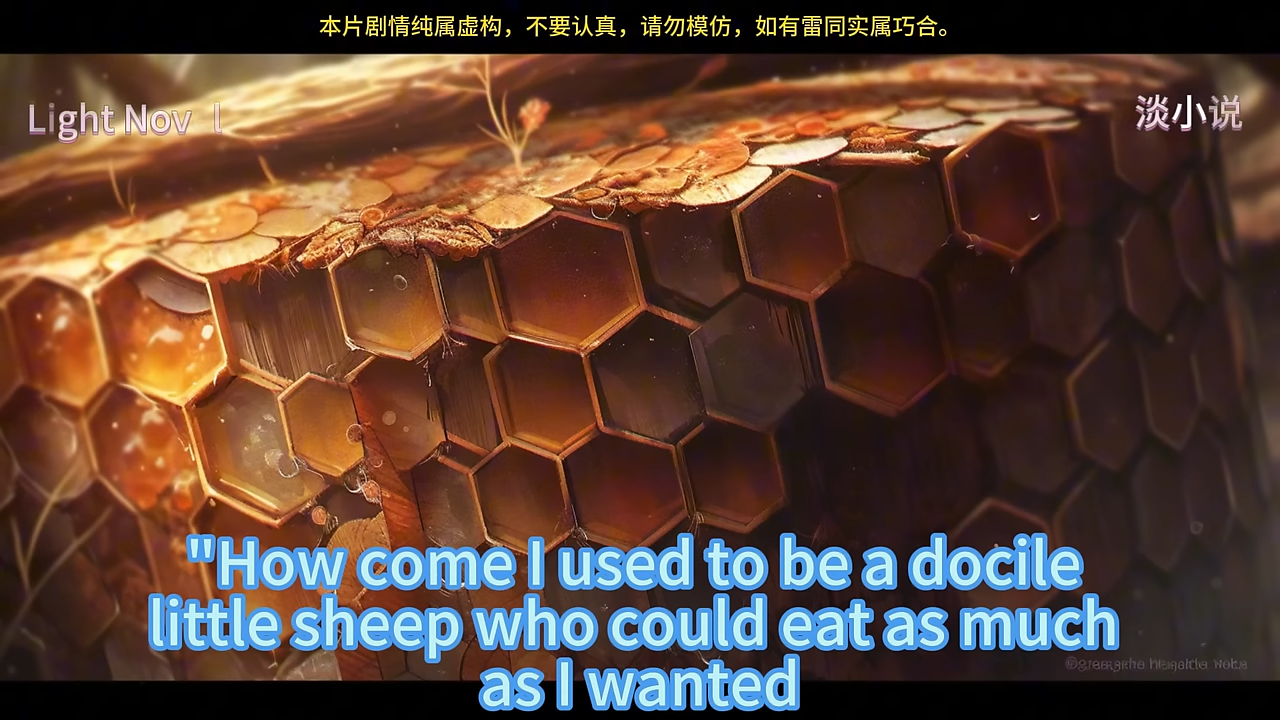 本片剧情纯属虚构，不要认真，请勿模仿，如有雷同实属巧合。
Light Nov l
淡小说
"How come I used to be a docile
little sheep who could eat as much
as I wanted